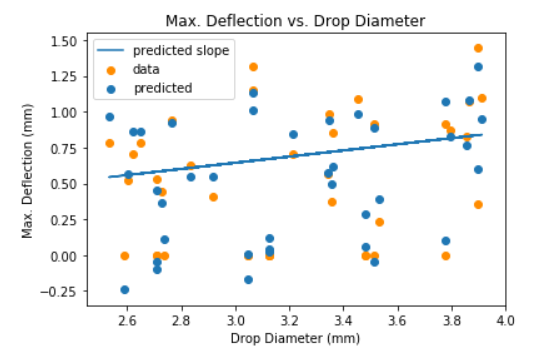 Max. Deflection vs. Drop Diameter
1.50
1.25
1.00
0.75
0.50
0.25
0.00
−0.25
Max. Deflection (mm)
predicted slope
data
predicted
2.6 2.8 3.0 3.2 3.4 3.6 3.8 4.0
Drop Diameter (mm)